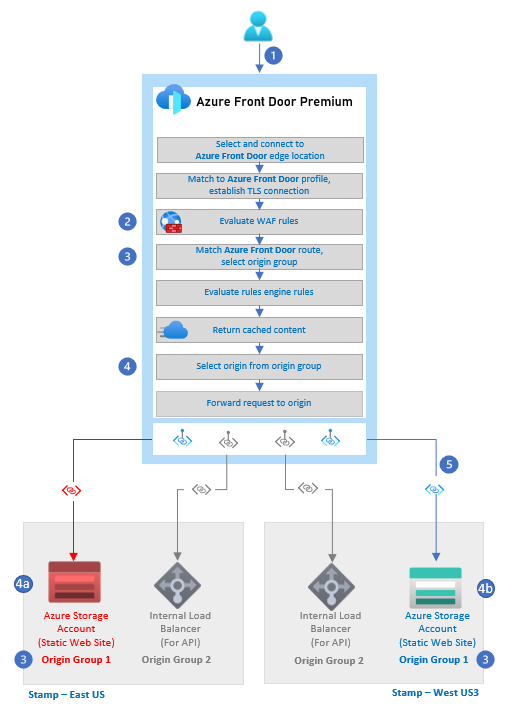 1
Azure Front Door Premium
Select and connect to
Azure Front Door edge location
Match to Azure Front Door profile,
establish TLS connection
2
Evaluate WAF rules
3
Match Azure Front Door route,
select origin group
Evaluate rules engine rules
Return cached content
4
Select origin from origin group
Forward request to origin
5
4a
Azure Storage
Account
(Static Web Site)
3
Origin Group 1
Internal Load
Balancer
(For API)
Origin Group 2
Stamp – East US
Internal Load
Balancer
(For API)
Origin Group 2
4b
Azure Storage
Account
(Static Web Site)
Origin Group 1
3
Stamp – West US3